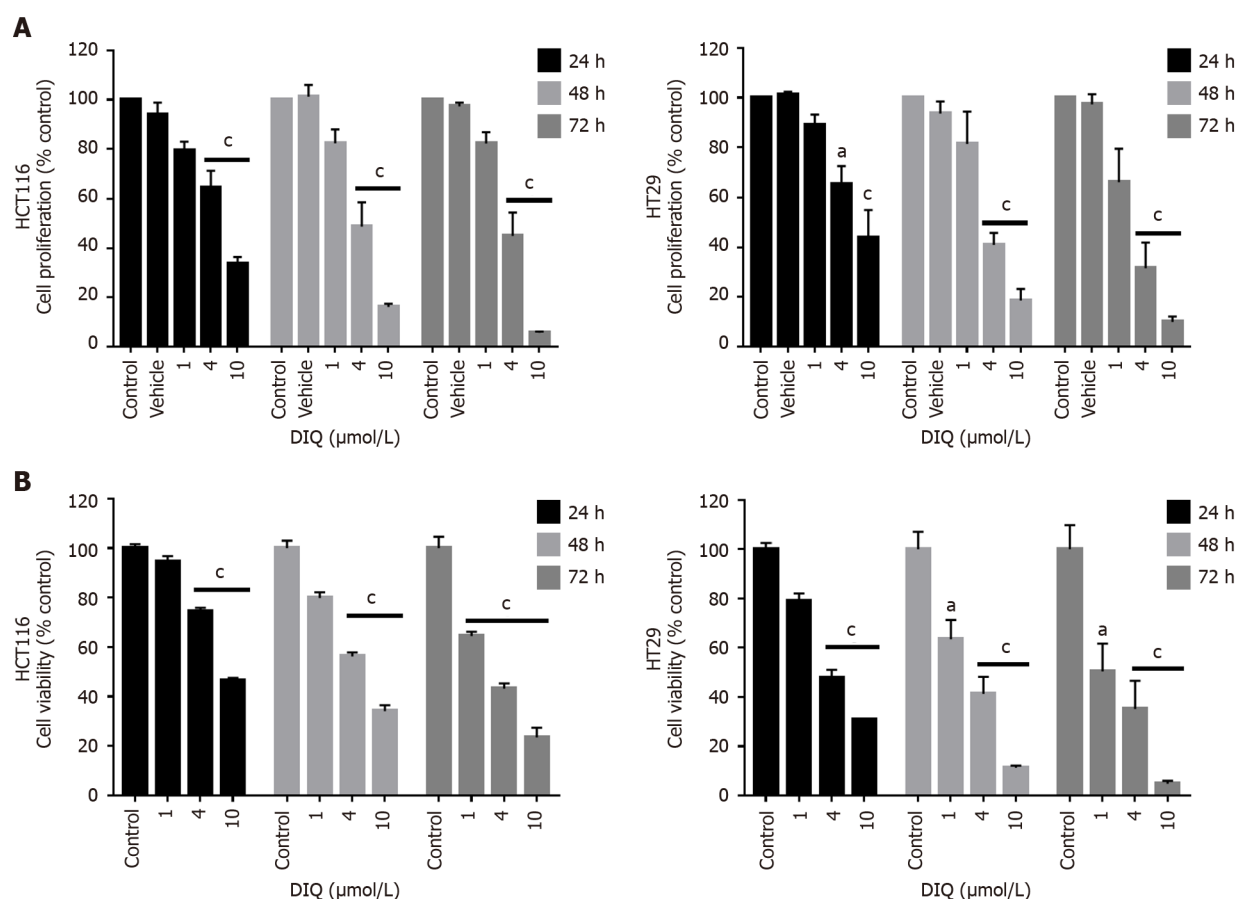 A
HCT116
Cell proliferation (% control)
120
100
80
60
40
20
0
c
c
c
24 h
48 h
72 h
Control
Vehicle
1
4
10
Control
Vehicle
1
4
10
Control
Vehicle
1
4
10
DIQ (µmol/L)
HT29
Cell proliferation (% control)
120
100
80
60
40
20
0
a
c
c
c
24 h
48 h
72 h
Control
Vehicle
1
4
10
Control
Vehicle
1
4
10
Control
Vehicle
1
4
10
DIQ (µmol/L)
B
HCT116
Cell viability (% control)
120
100
80
60
40
20
0
c
c
c
24 h
48 h
72 h
Control
1
4
10
Control
1
4
10
Control
1
4
10
DIQ (µmol/L)
HT29
Cell viability (% control)
120
100
80
60
40
20
0
c
a
c
a
c
24 h
48 h
72 h
Control
1
4
10
Control
1
4
10
Control
1
4
10
DIQ (µmol/L)